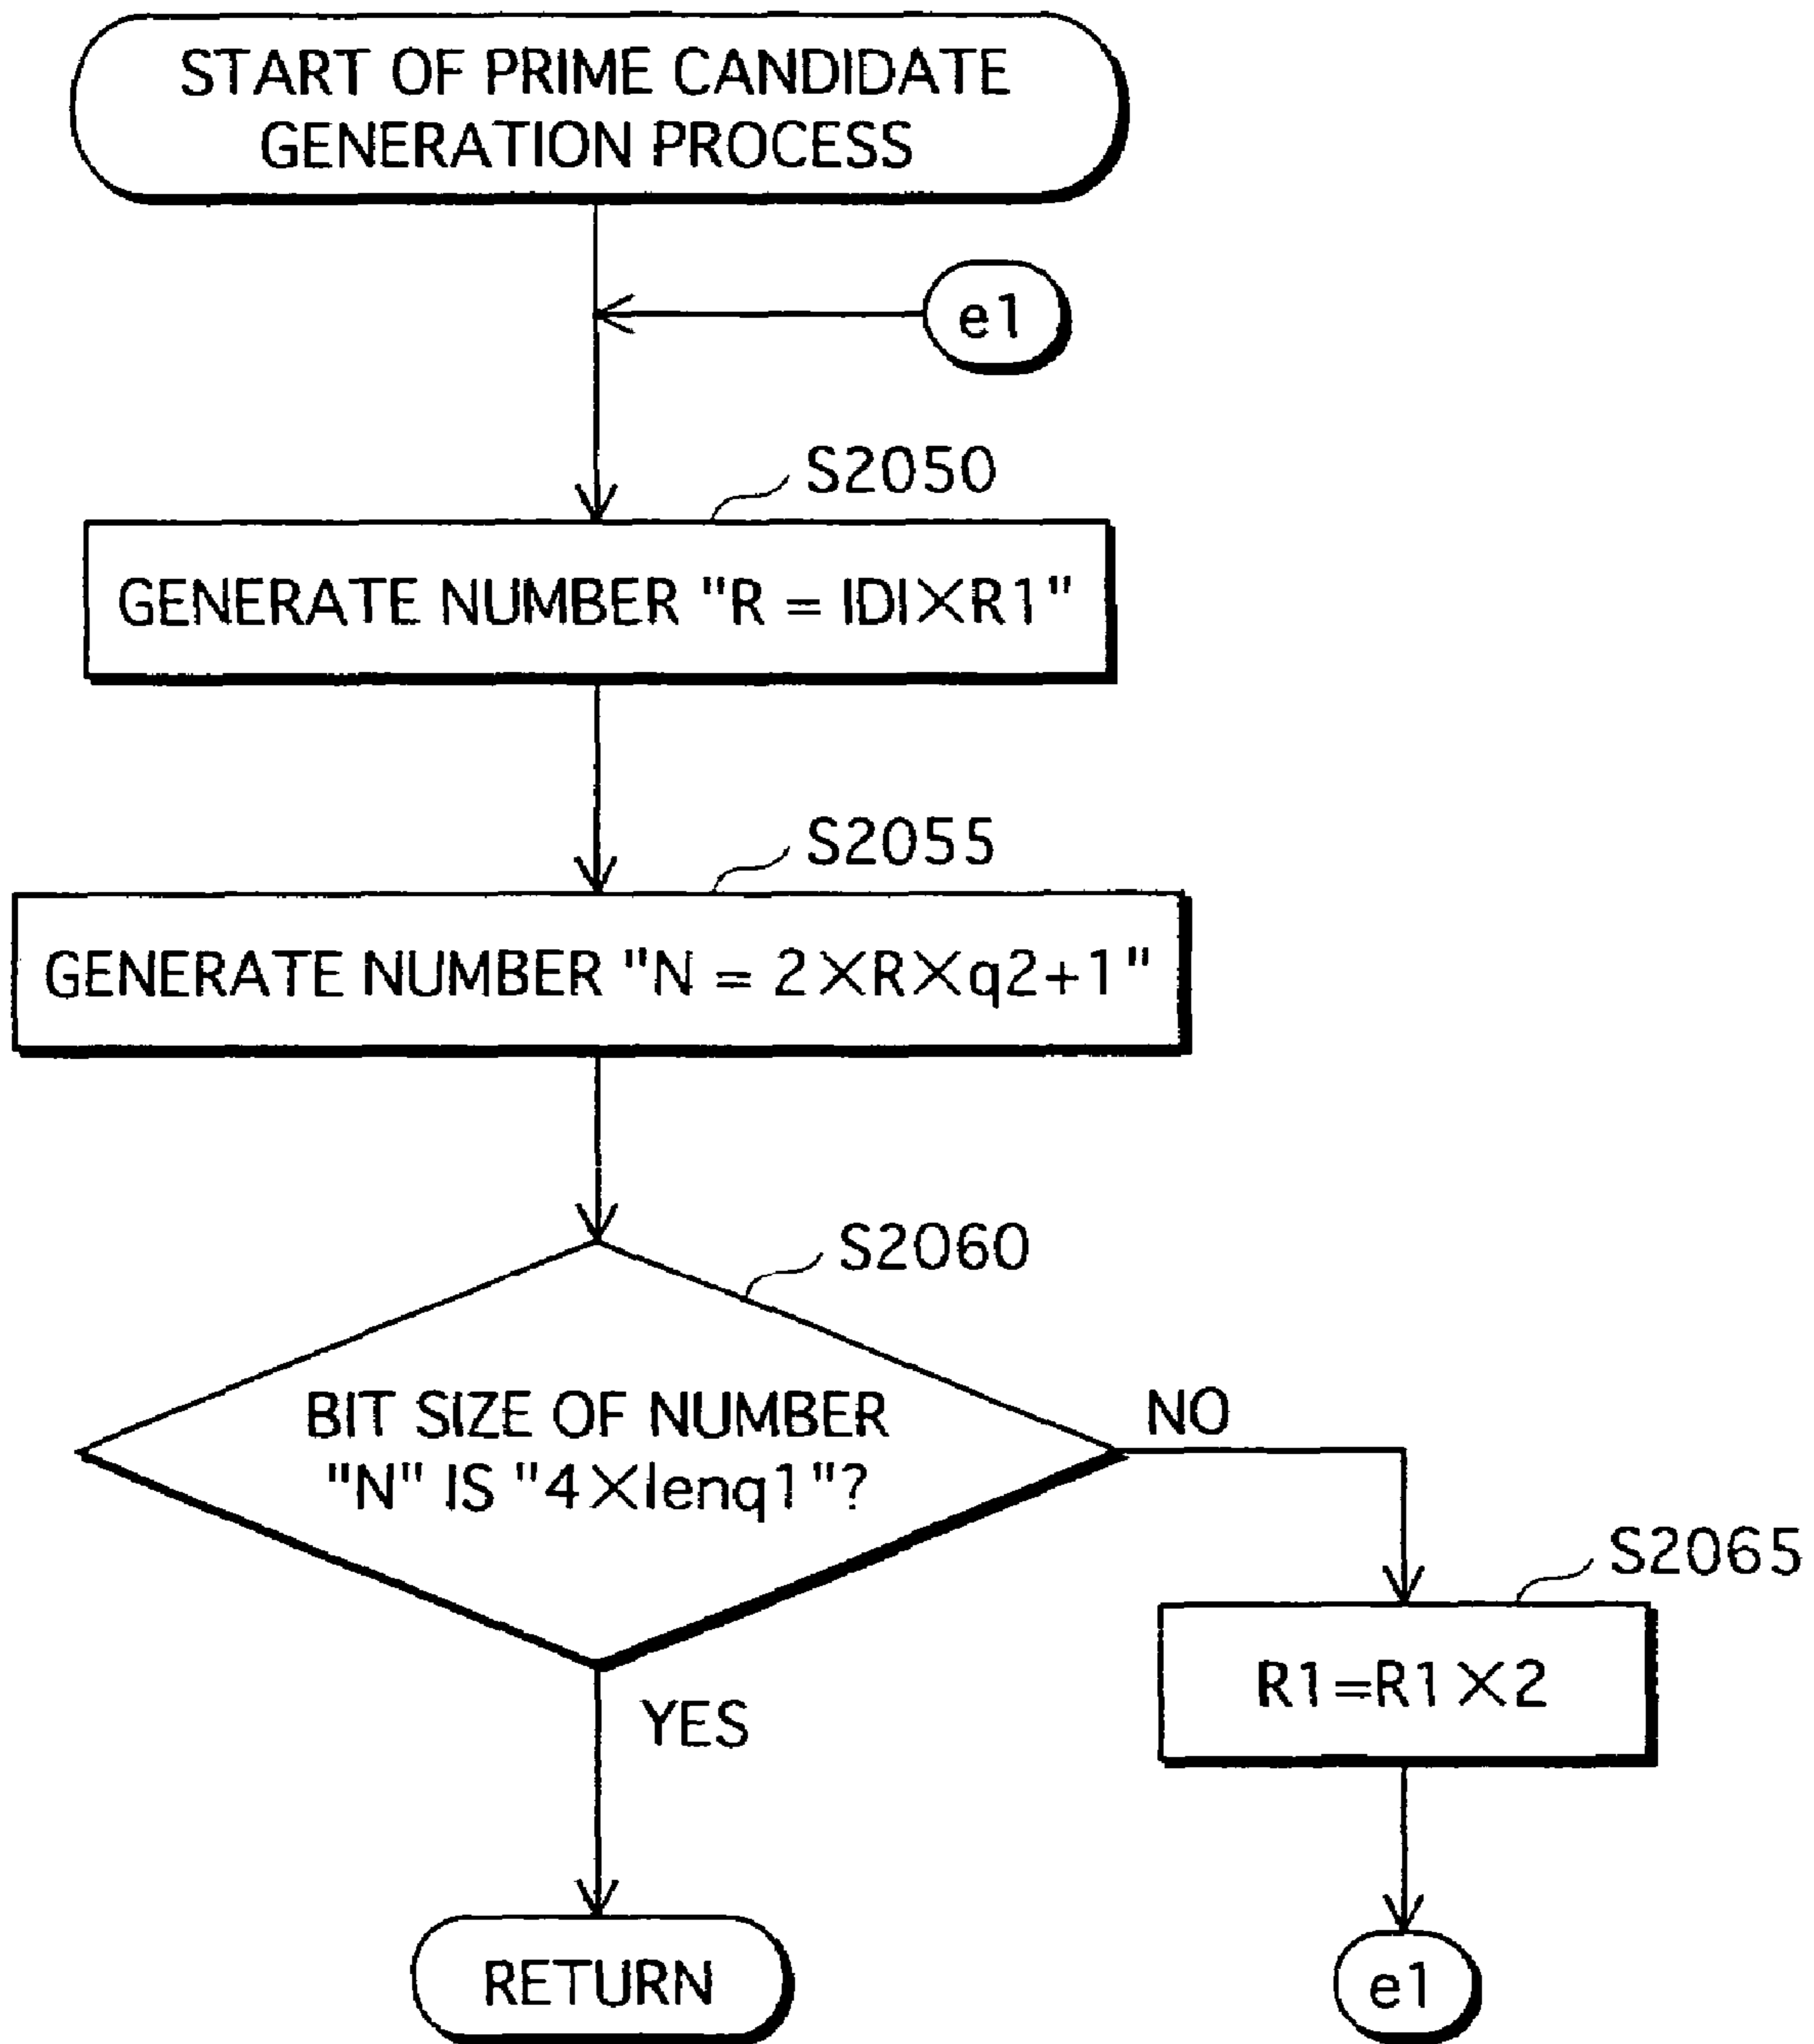 START OF PRIME CANDIDATE
GENERATION PROCESS
e1
S2050
GENERATE NUMBER "R = IDI×R1"
S2055
GENERATE NUMBER "N = 2×R×q2+1"
S2060
BIT SIZE OF NUMBER
"N" IS "4×lenq1"?
NO
S2065
R1=R1×2
YES
RETURN
e1